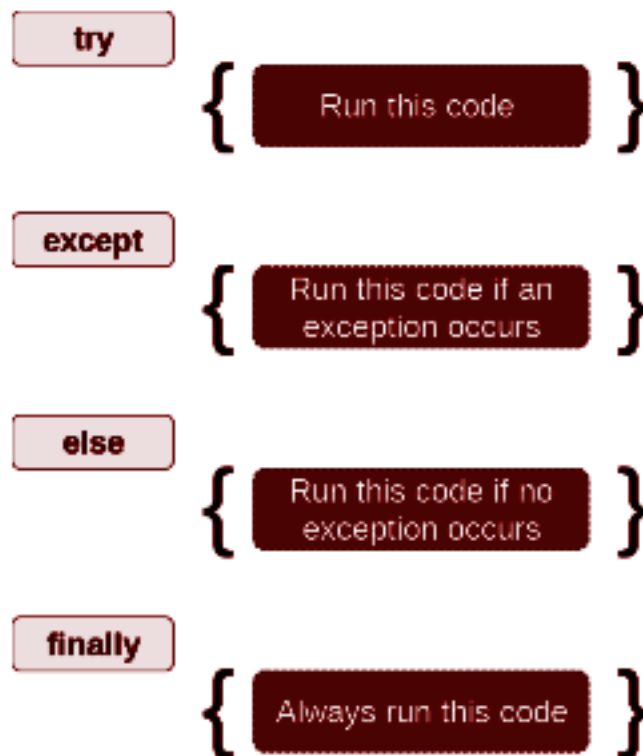 try
{ Run this code }
except
{ Run this code if an
exception occurs }
else
{ Run this code if no
exception occurs }
finally
{ Always run this code }